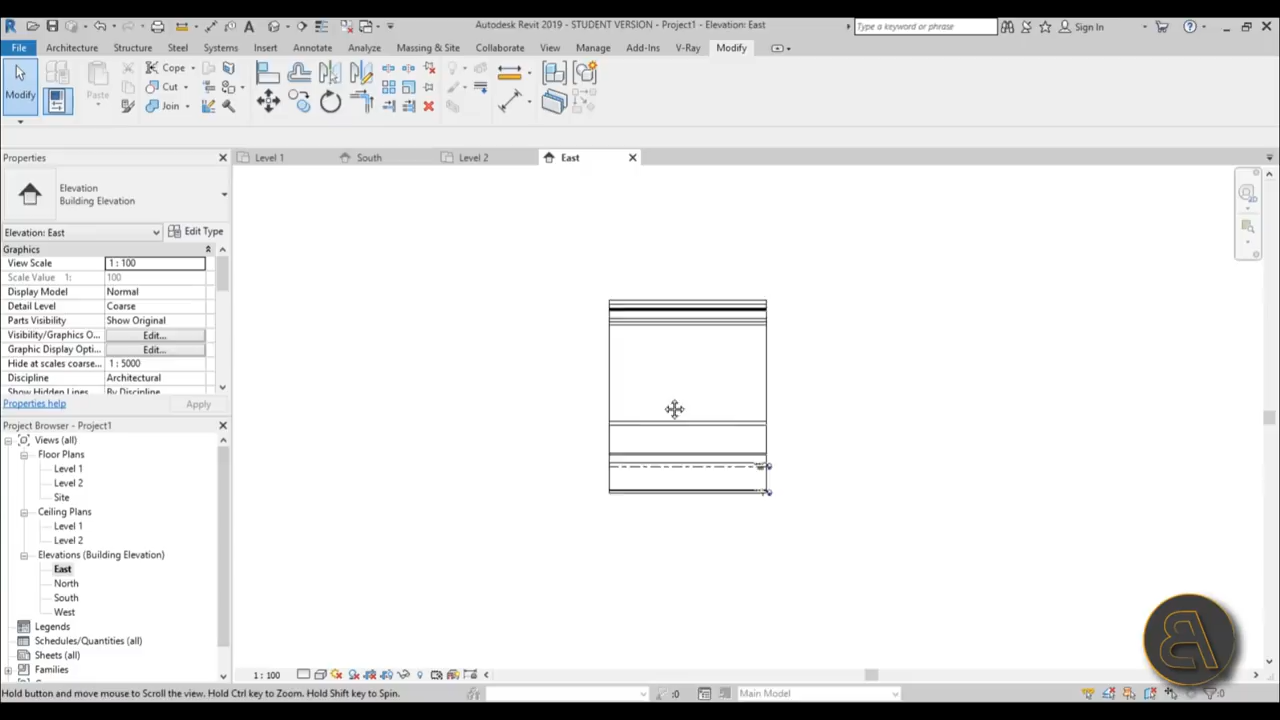 Autodesk Revit 2019 - STUDENT VERSION - Project1 - Elevation: East
Type a keyword or phrase
Sign In
File Architecture Structure Steel Systems Insert Annotate Analyze Massing & Site Collaborate View Manage Add-Ins V-Ray Modify
Modify
Paste
Cope
Cut
Join
Properties
Level 1
South
Level 2
East
Elevation
Building Elevation
Elevation: East
Edit Type
Graphics
View Scale 1 : 100
Scale Value 1: 100
Display Model Normal
Detail Level Coarse
Parts Visibility Show Original
Visibility/Graphics O... Edit...
Graphic Display Opti... Edit...
Hide at scales coarse... 1 : 5000
Discipline Architectural
Show Hidden Lines By Discipline
Properties help
Apply
Project Browser - Project1
Views (all)
Floor Plans
Level 1
Level 2
Site
Ceiling Plans
Level 1
Level 2
Elevations (Building Elevation)
East
North
South
West
Legends
Schedules/Quantities (all)
Sheets (all)
Families
1 : 100
Hold button and move mouse to Scroll the view. Hold Ctrl key to Zoom. Hold Shift key to Spin.
:0
Main Model
:0